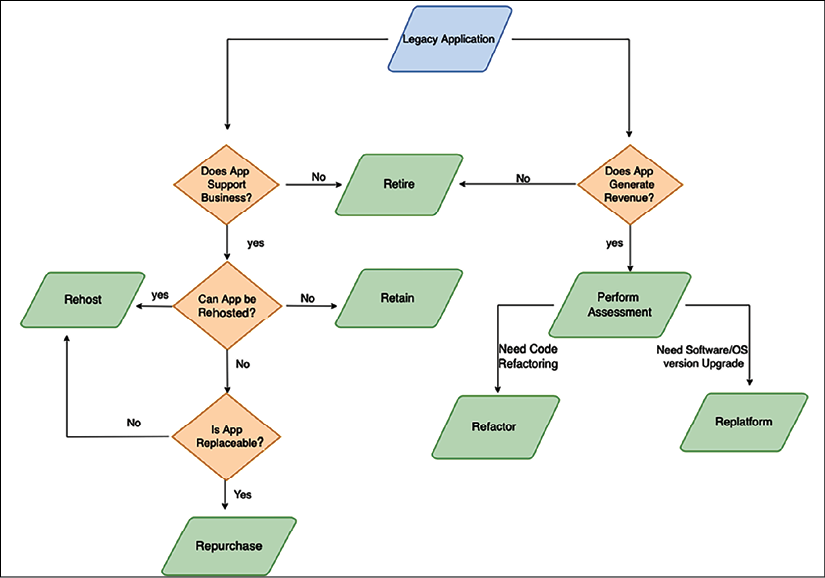 Legacy Application
Does App
Support
Business?
No
Retire
No
Does App
Generate
Revenue?
yes
yes
Rehost
yes
Can App be
Rehosted?
No
Retain
Perform
Assessment
Need Code
Refactoring
Need Software/OS
version Upgrade
No
No
Is App
Replaceable?
Refactor
Replatform
Yes
Repurchase